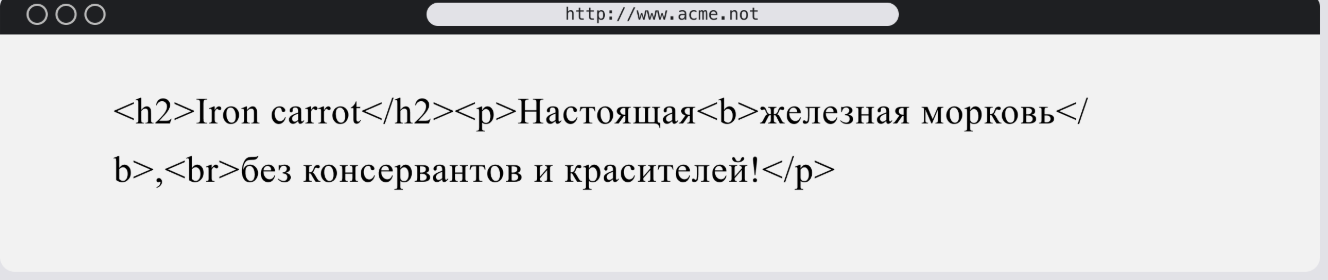 http://www.acme.not
<h2>Iron carrot</h2><p>Настоящая<b>железная морковь</
b>,<br>без консервантов и красителей!</p>